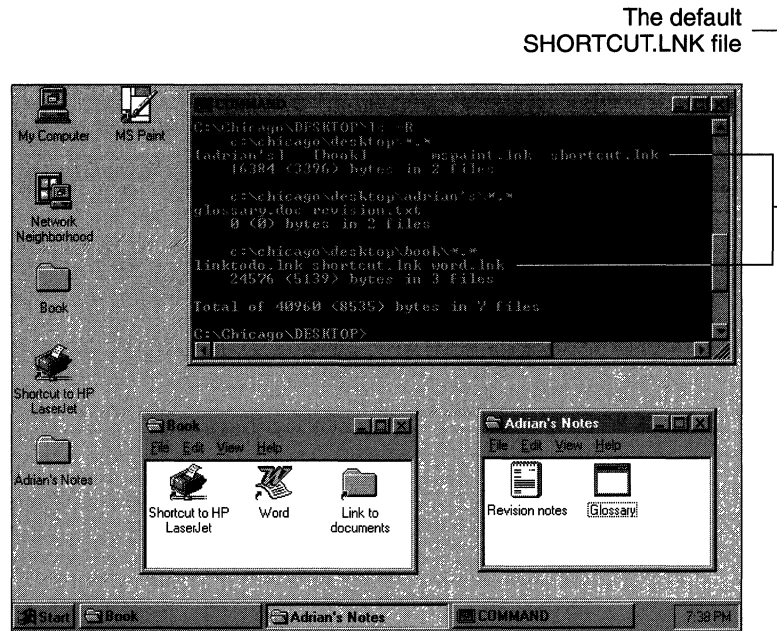 The default
SHORTCUT.LNK file
My Computer
MS Paint
Network
Neighborhood
Book
Shortcut to HP
LaserJet
Adrian's Notes
COMMAND
C:\Chicago\DESKTOP\T: -R
c:\chicago\desktop\*.*
[adrian's] [book] mspaint.lnk shortcut.lnk
16384 (3396) bytes in 2 files
c:\chicago\desktop\adrian's\*.*
glossary.doc revision.txt
0 (0) bytes in 2 files
c:\chicago\desktop\book\*.*
linktodo.lnk shortcut.lnk word.lnk
24576 (5139) bytes in 3 files
Total of 40960 (8535) bytes in 7 files
C:\Chicago\DESKTOP>
Book
File Edit View Help
Shortcut to HP
LaserJet
Word
Link to
documents
Adrian's Notes
File Edit View Help
Revision notes
Glossary
Start
Book
Adrian's Notes
COMMAND
7:38 PM